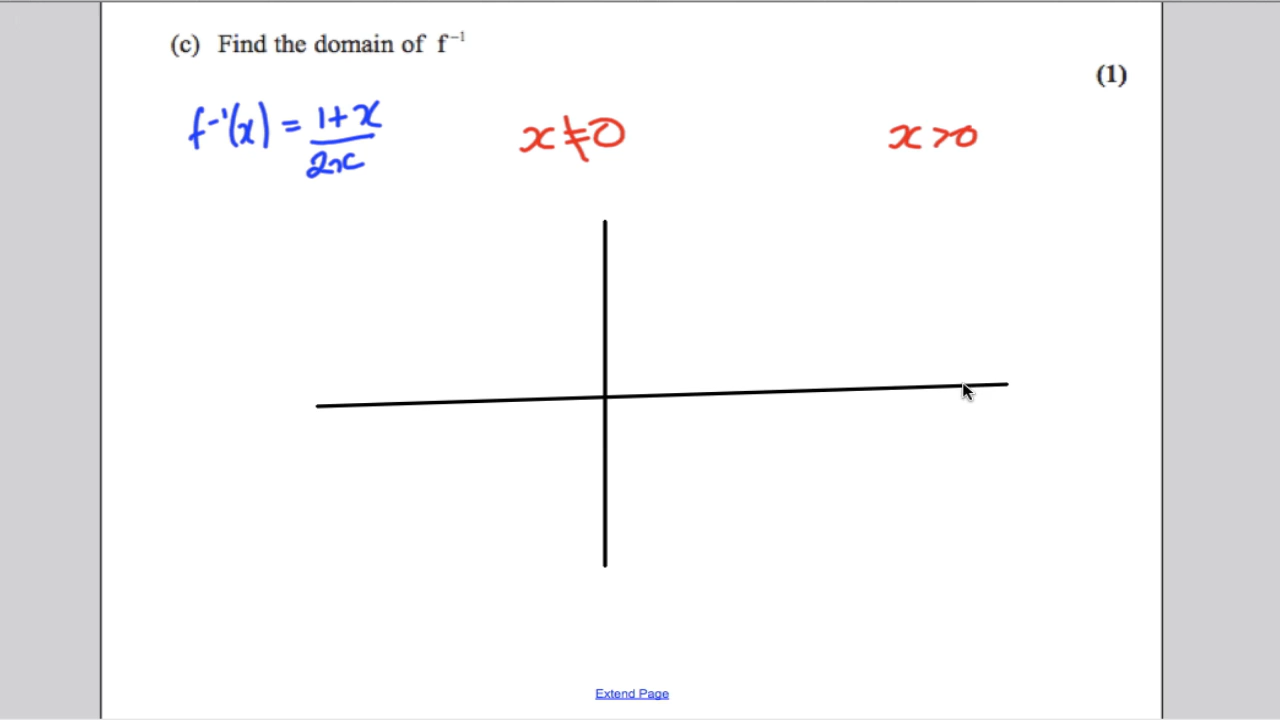 (c) Find the domain of f⁻¹
(1)
f⁻¹(x) = (1+x)/(2x)
x ≠ 0
x > 0
Extend Page